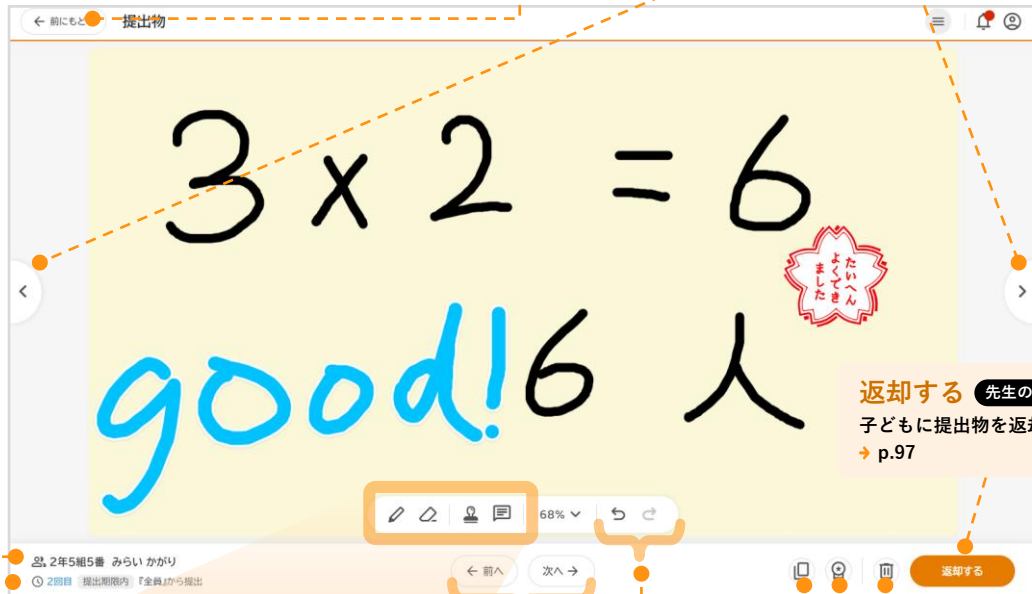 ← 前にもど
提出物
3 × 2 = 6
たいへん
よくでき
ました
good! 6 人
返却する 先生の
子どもに提出物を返却
→ p.97
68%
2年5組5番 みらい かがり
2回目 提出期限内 『全員』から提出
← 前へ 次へ →
返却する